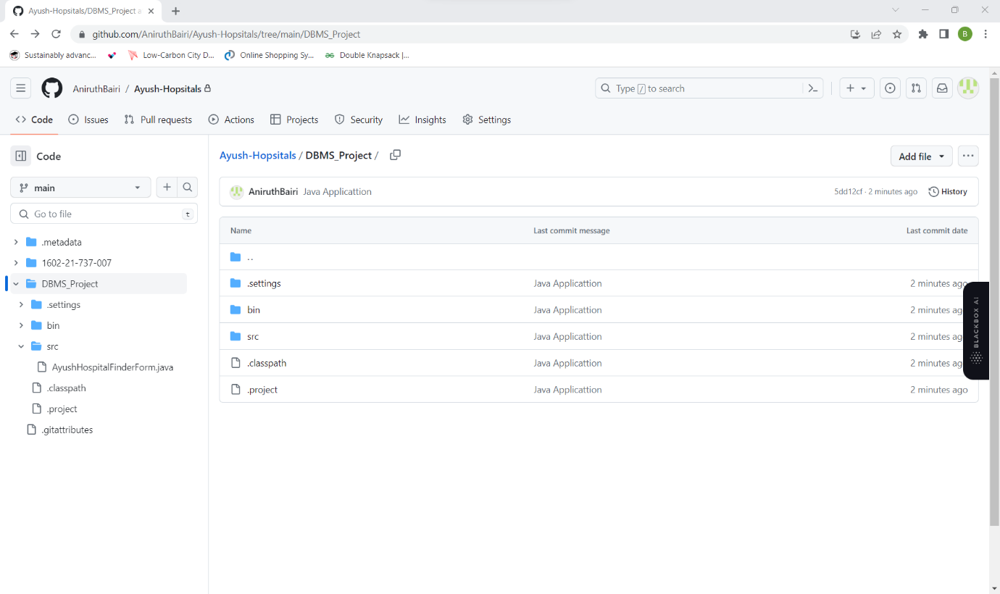 Ayush-Hopsitals/DBMS_Project a
github.com/AniruthBairi/Ayush-Hopsitals/tree/main/DBMS_Project
B
Sustainably advanc... Low-Carbon City D... Online Shopping Sy... Double Knapsack |...
AniruthBairi / Ayush-Hopsitals
Type / to search
Code Issues Pull requests Actions Projects Security Insights Settings
Code
main
Go to file t
.metadata
1602-21-737-007
DBMS_Project
.settings
bin
src
AyushHospitalFinderForm.java
.classpath
.project
.gitattributes
Ayush-Hopsitals / DBMS_Project /
Add file
AniruthBairi Java Applicattion 5dd12cf · 2 minutes ago History
Name Last commit message Last commit date
..
.settings Java Applicattion 2 minutes ago
bin Java Applicattion 2 minutes ag
src Java Applicattion 2 minutes ag
.classpath Java Applicattion 2 minutes ag
.project Java Applicattion 2 minutes ago
BLACKBOX AI